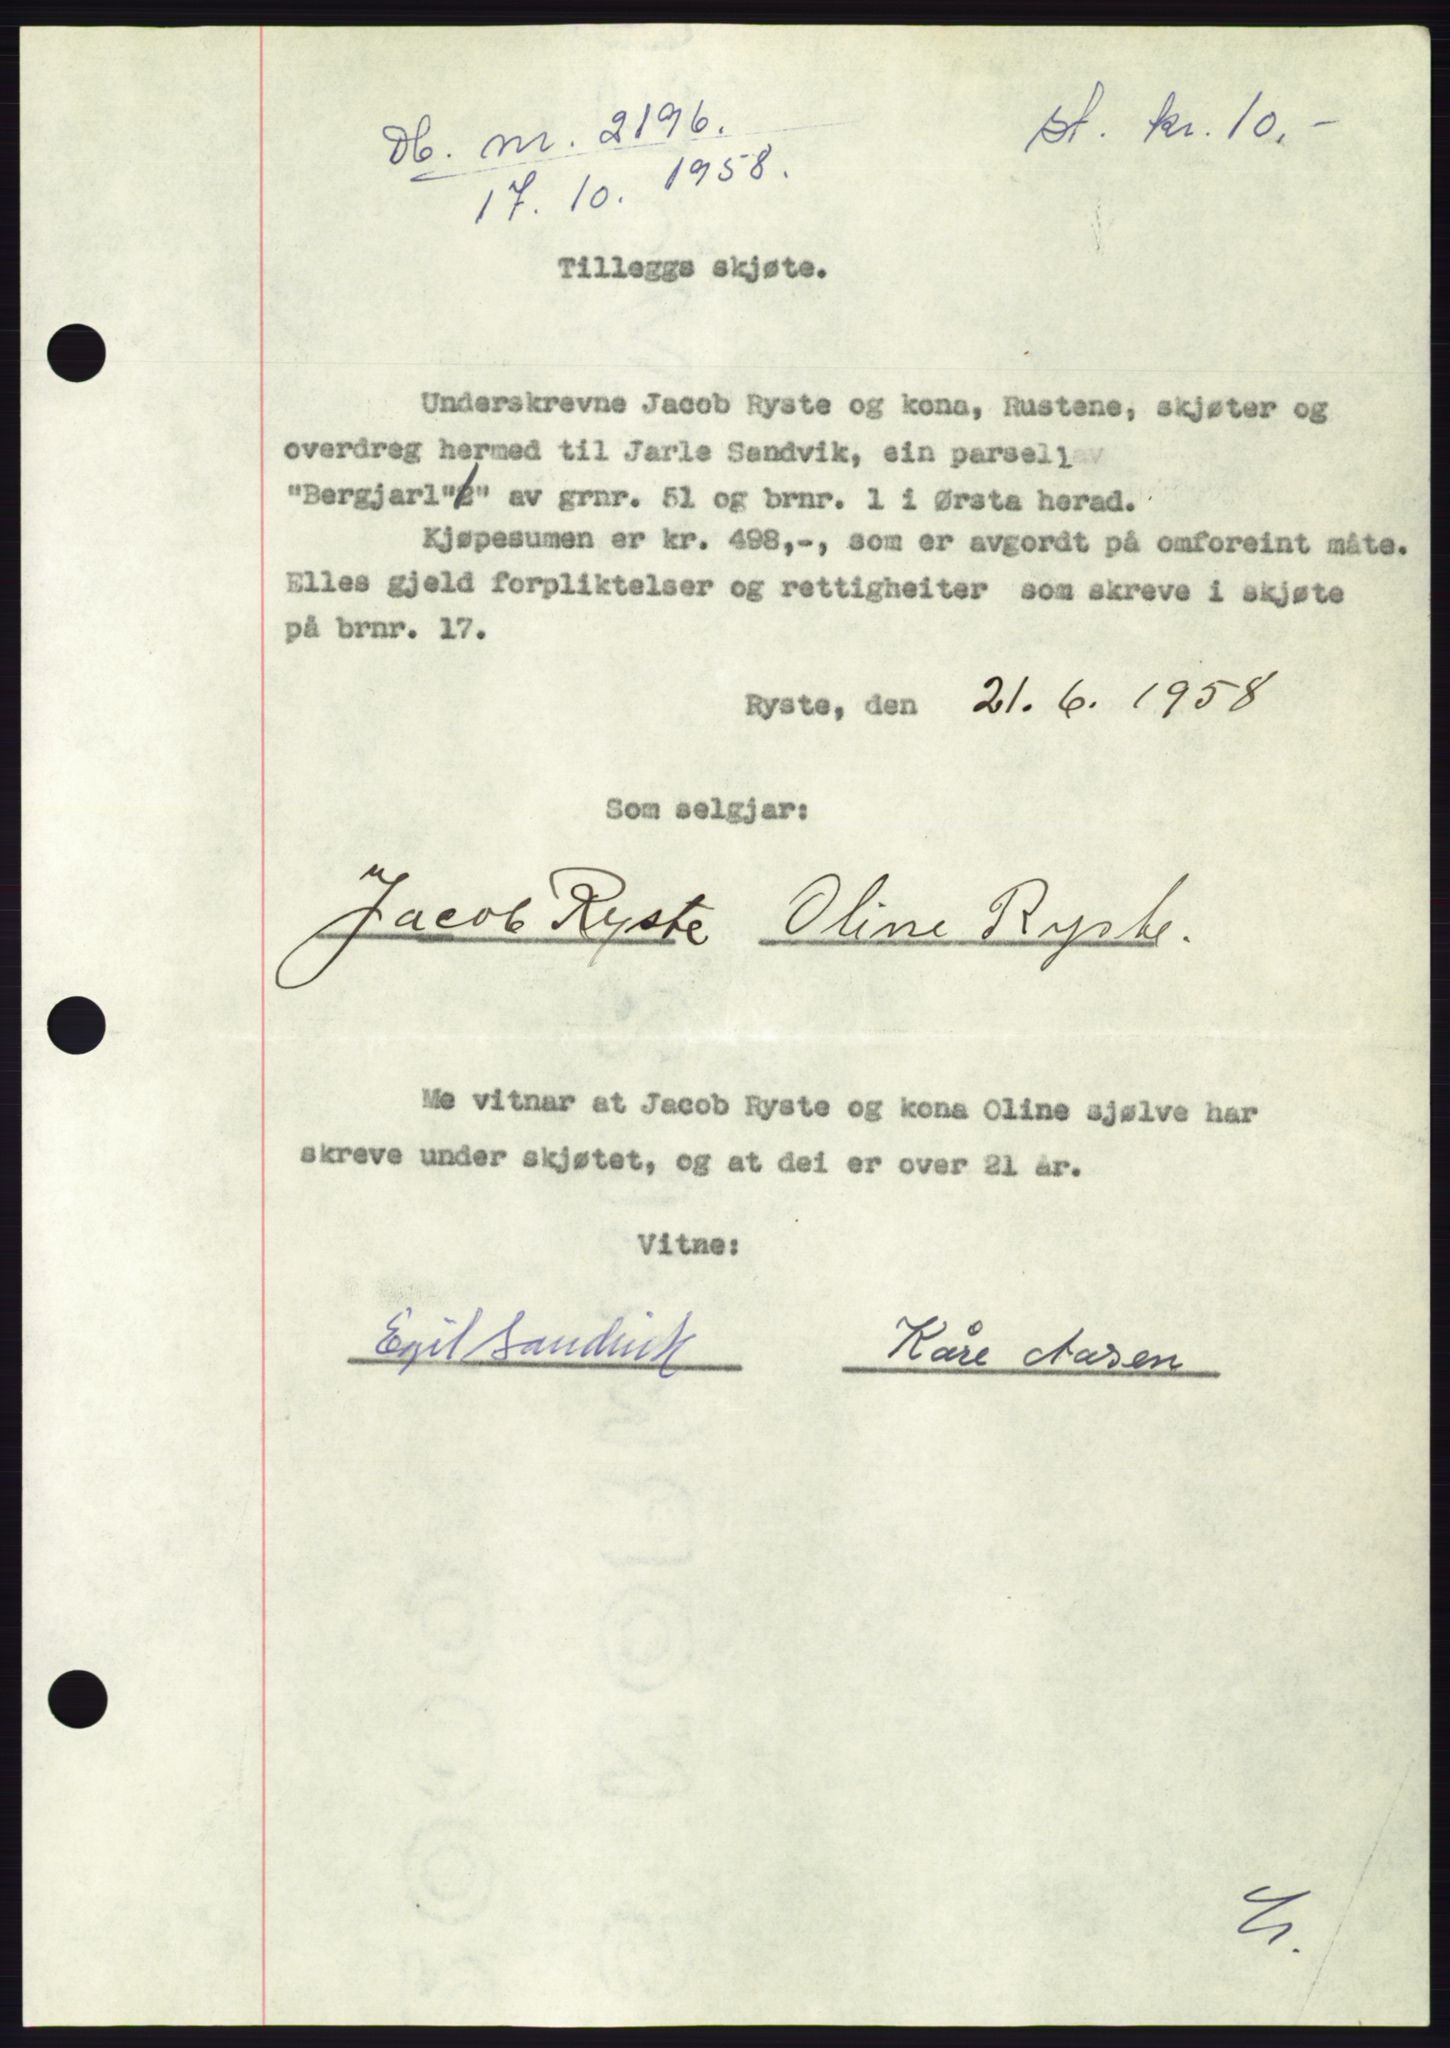 Db. nr. 2196.
17. 10. 1958.
st. kr. 10.-
Tilleggs skjøte.
Underskrevne Jacob Ryste og kona, Rustene, skjøter og
overdreg hermed til Jarle Sandvik, ein parsell av
"Bergjarl" av grnr. 51 og brnr. 1 i Ørsta herad.
Kjøpesumen er kr. 498,-, som er avgordt på omforeint måte.
Elles gjeld forpliktelser og rettigheiter som skreve i skjøte
på brnr. 17.
Ryste, den 21. 6. 1958
Som selgjar:
Jacob Ryste Oline Ryste.
Me vitnar at Jacob Ryste og kona Oline sjølve har
skreve under skjøtet, og at dei er over 21 år.
Vitne:
Egil Sandvik Kåre Aasen